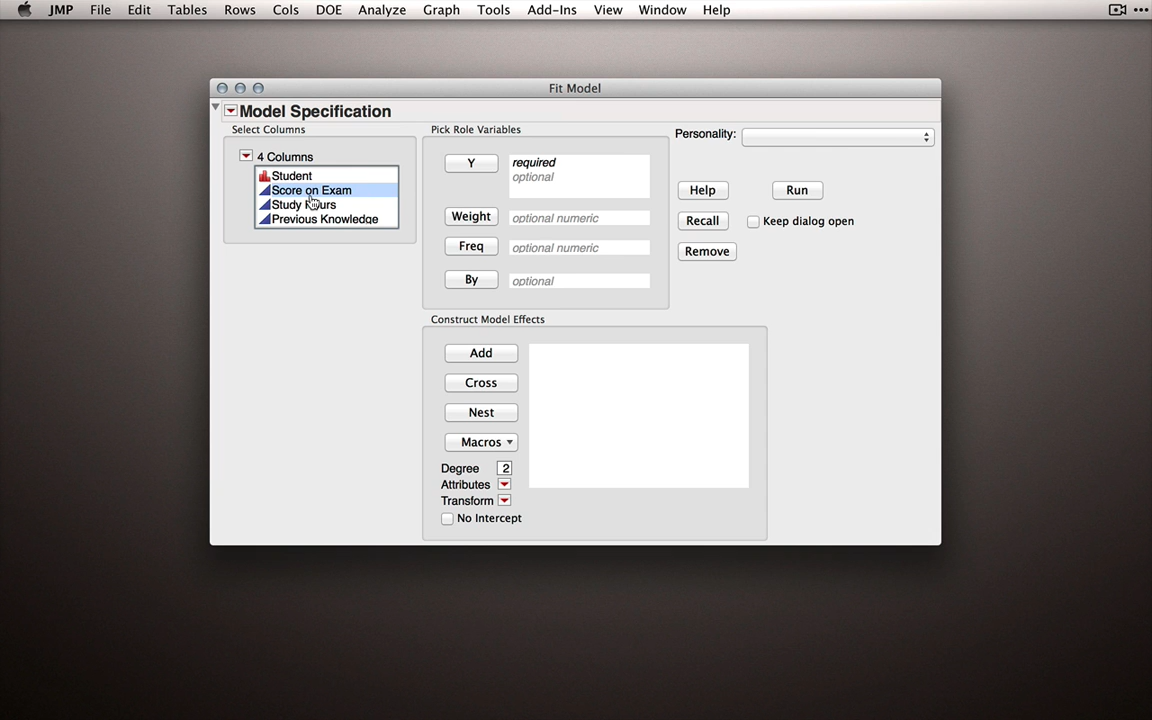 JMP File Edit Tables Rows Cols DOE Analyze Graph Tools Add-Ins View Window Help
Fit Model
Model Specification
Select Columns
4 Columns
Student
Score on Exam
Study Hours
Previous Knowledge
Pick Role Variables
Y
required
optional
Weight
optional numeric
Freq
optional numeric
By
optional
Personality:
Help
Run
Recall
Keep dialog open
Remove
Construct Model Effects
Add
Cross
Nest
Macros
Degree 2
Attributes
Transform
No Intercept